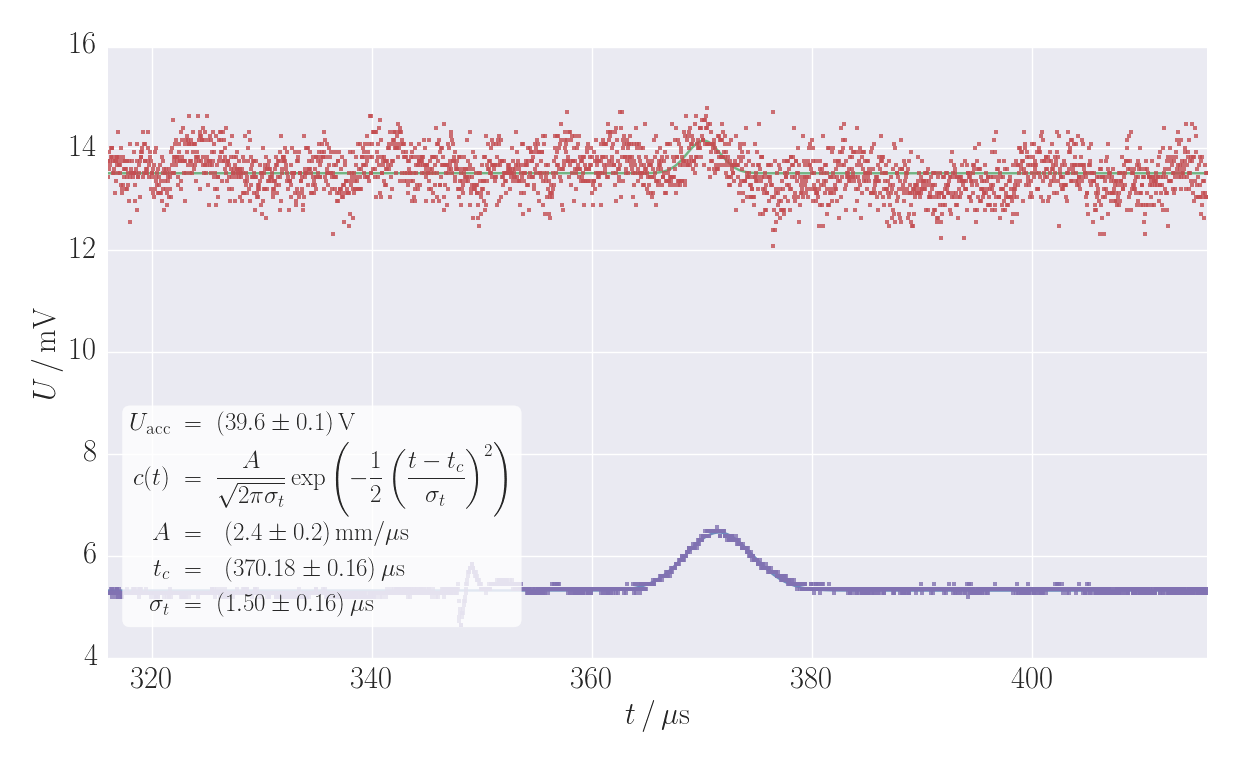 16
14
12
10
8
6
4
U / mV
U_acc = (39.6 ± 0.1) V
c(t) = A/√(2πσ_t) exp(−1/2 ((t − t_c)/σ_t)²)
A = (2.4 ± 0.2) mm/μs
t_c = (370.18 ± 0.16) μs
σ_t = (1.50 ± 0.16) μs
320 340 360 380 400
t / μs